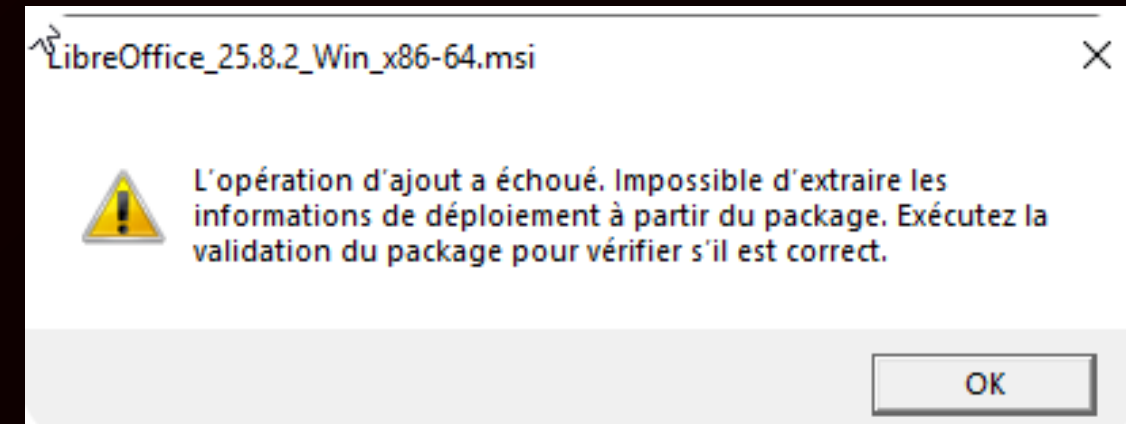 LibreOffice_25.8.2_Win_x86-64.msi
L'opération d'ajout a échoué. Impossible d'extraire les
informations de déploiement à partir du package. Exécutez la
validation du package pour vérifier s'il est correct.
OK